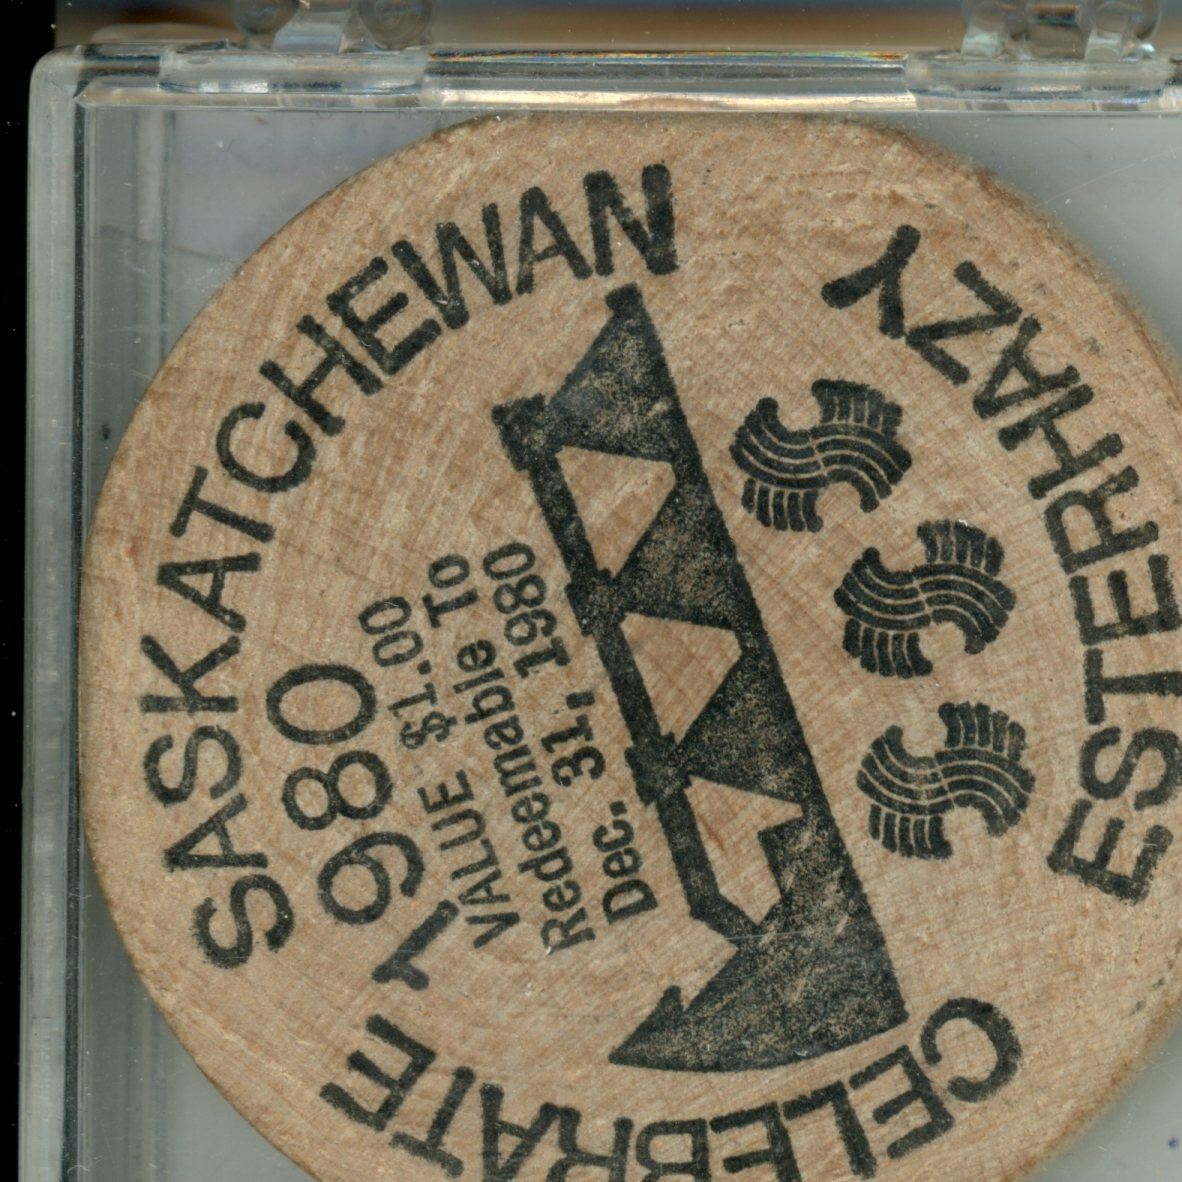 ESTERHAZY
SASKATCHEWAN
CELEBRATE 1980
VALUE $1.00
Redeemable To
Dec. 31, 1980